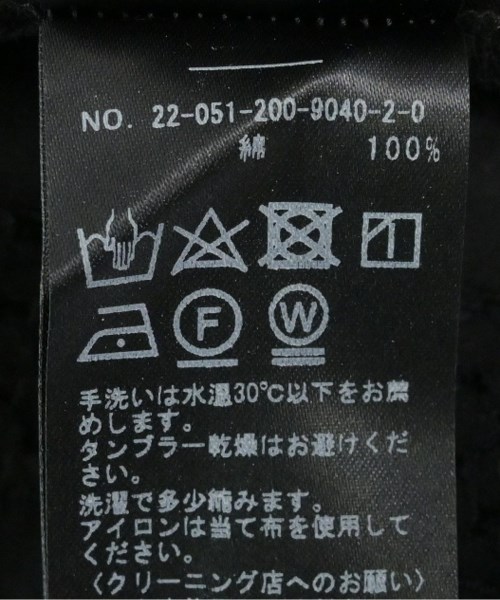 NO. 22-051-200-9040-2-0
綿 100%
F
W
手洗いは水温30℃以下をお薦
めします。
タンブラー乾燥はお避けくだ
さい。
洗濯で多少縮みます。
アイロンは当て布を使用して
ください。
〈クリーニング店へのお願い〉